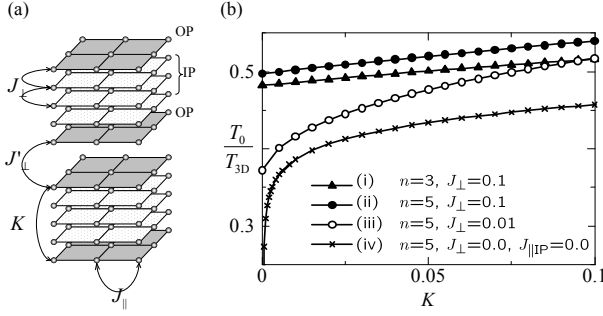 (a)
OP
IP
J⊥
OP
J'⊥
K
J∥
(b)
0.5
T0
T3D
0.3
(i) n=3, J⊥=0.1
(ii) n=5, J⊥=0.1
(iii) n=5, J⊥=0.01
(iv) n=5, J⊥=0.0, J∥IP=0.0
0 0.05 0.1
K